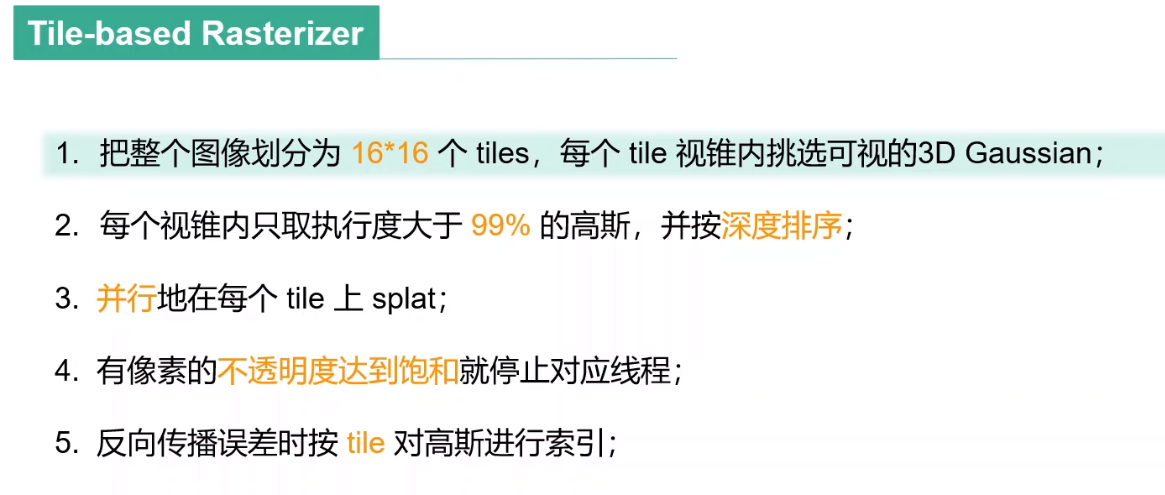 Tile-based Rasterizer
1. 把整个图像划分为 16*16 个 tiles，每个 tile 视锥内挑选可视的3D Gaussian；
2. 每个视锥内只取执行度大于 99% 的高斯，并按深度排序；
3. 并行地在每个 tile 上 splat；
4. 有像素的不透明度达到饱和就停止对应线程；
5. 反向传播误差时按 tile 对高斯进行索引；